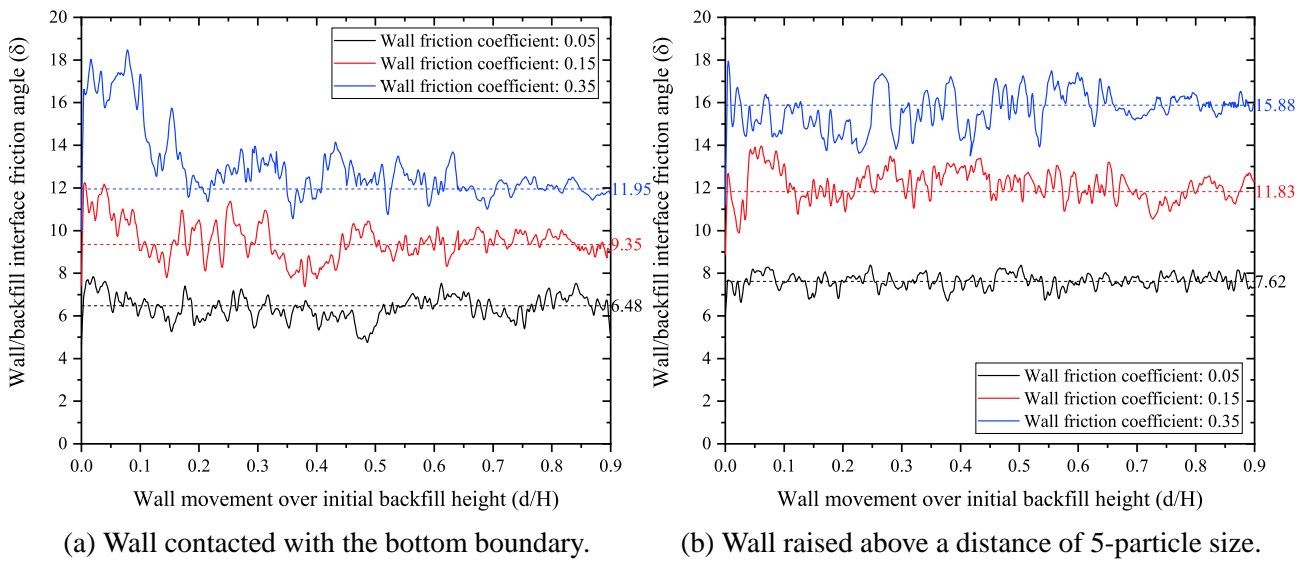 Wall/backfill interface friction angle (δ)
20
18
16
14
12
10
8
6
4
2
0
Wall friction coefficient: 0.05
Wall friction coefficient: 0.15
Wall friction coefficient: 0.35
11.95
9.35
6.48
0.0 0.1 0.2 0.3 0.4 0.5 0.6 0.7 0.8 0.9
Wall movement over initial backfill height (d/H)
(a) Wall contacted with the bottom boundary.
Wall/backfill interface friction angle (δ)
20
18
16
14
12
10
8
6
4
2
0
15.88
11.83
7.62
Wall friction coefficient: 0.05
Wall friction coefficient: 0.15
Wall friction coefficient: 0.35
0.0 0.1 0.2 0.3 0.4 0.5 0.6 0.7 0.8 0.9
Wall movement over initial backfill height (d/H)
(b) Wall raised above a distance of 5-particle size.